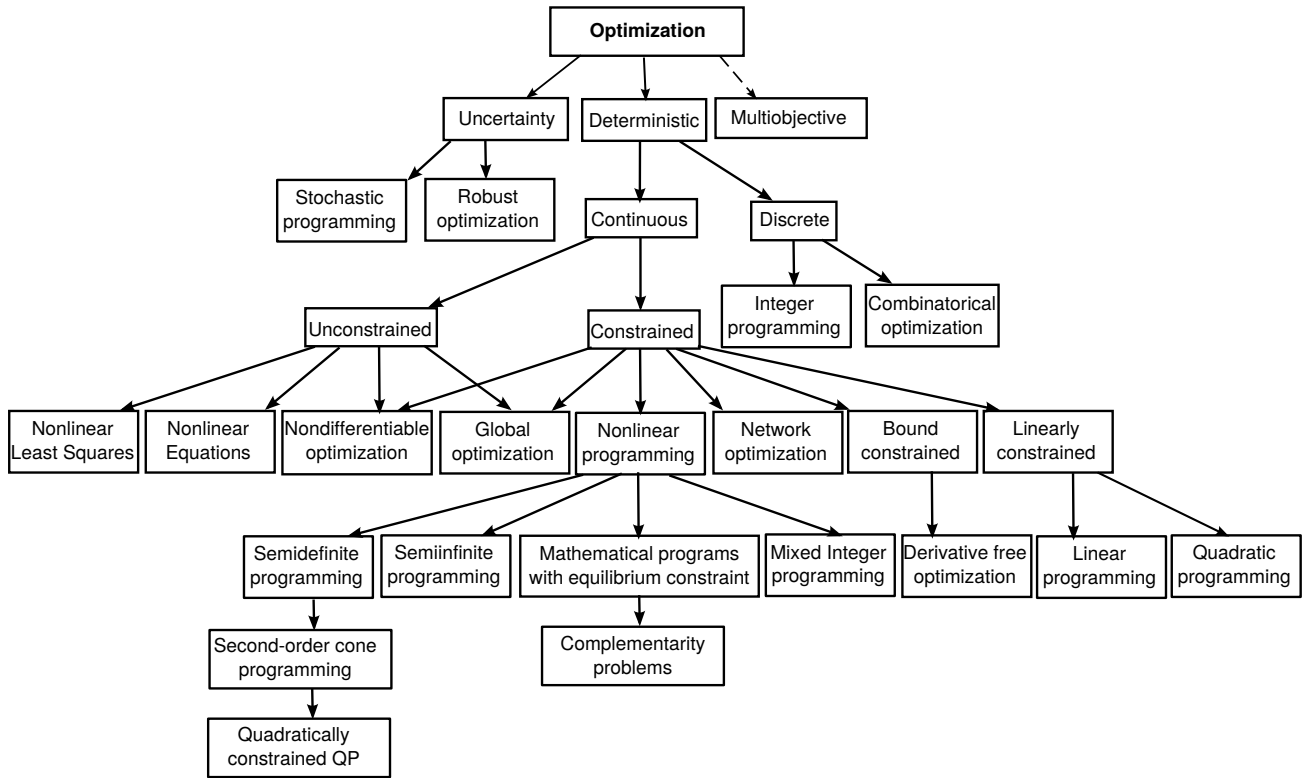 Optimization
Uncertainty
Deterministic
Multiobjective
Stochastic
programming
Robust
optimization
Continuous
Discrete
Integer
programming
Combinatorical
optimization
Unconstrained
Constrained
Nonlinear
Least Squares
Nonlinear
Equations
Nondifferentiable
optimization
Global
optimization
Nonlinear
programming
Network
optimization
Bound
constrained
Linearly
constrained
Semidefinite
programming
Semiinfinite
programming
Mathematical programs
with equilibrium constraint
Mixed Integer
programming
Derivative free
optimization
Linear
programming
Quadratic
programming
Second-order cone
programming
Complementarity
problems
Quadratically
constrained QP